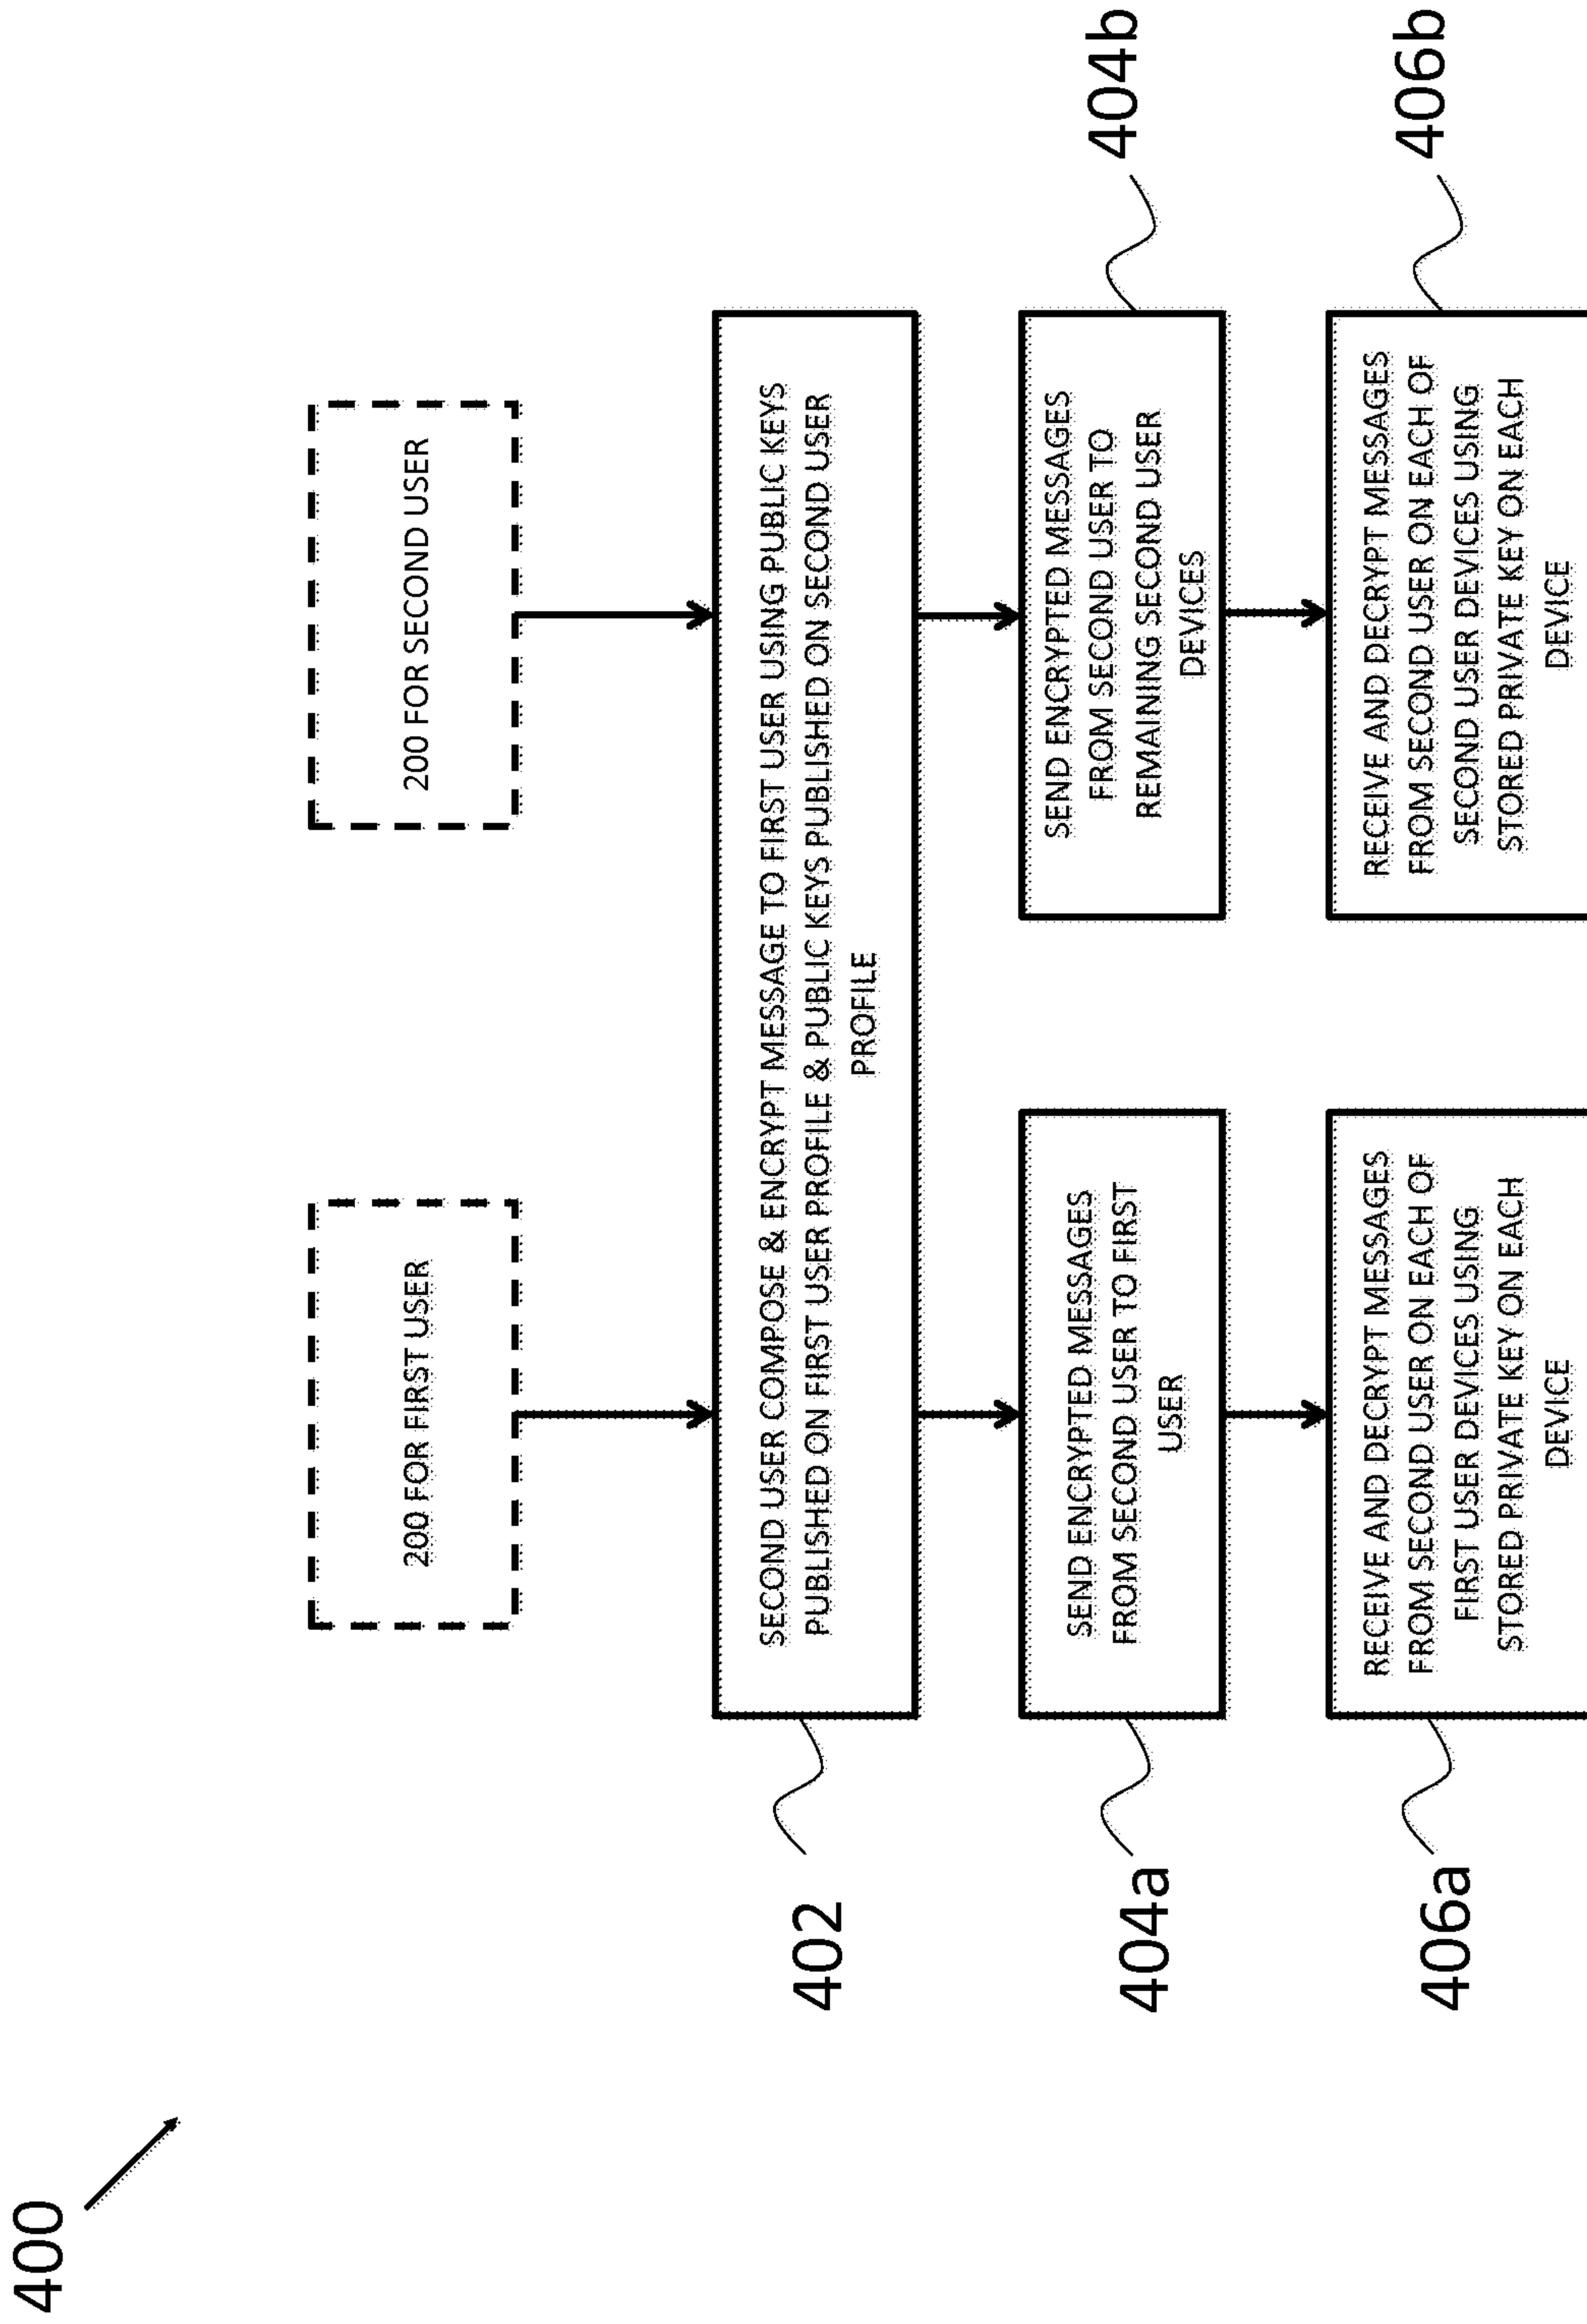 400
200 FOR FIRST USER
200 FOR SECOND USER
402
SECOND USER COMPOSE & ENCRYPT MESSAGE TO FIRST USER USING PUBLIC KEYS
PUBLISHED ON FIRST USER PROFILE & PUBLIC KEYS PUBLISHED ON SECOND USER
PROFILE
404a
SEND ENCRYPTED MESSAGES
FROM SECOND USER TO FIRST
USER
SEND ENCRYPTED MESSAGES
FROM SECOND USER TO
REMAINING SECOND USER
DEVICES
404b
406a
RECEIVE AND DECRYPT MESSAGES
FROM SECOND USER ON EACH OF
FIRST USER DEVICES USING
STORED PRIVATE KEY ON EACH
DEVICE
RECEIVE AND DECRYPT MESSAGES
FROM SECOND USER ON EACH OF
SECOND USER DEVICES USING
STORED PRIVATE KEY ON EACH
DEVICE
406b